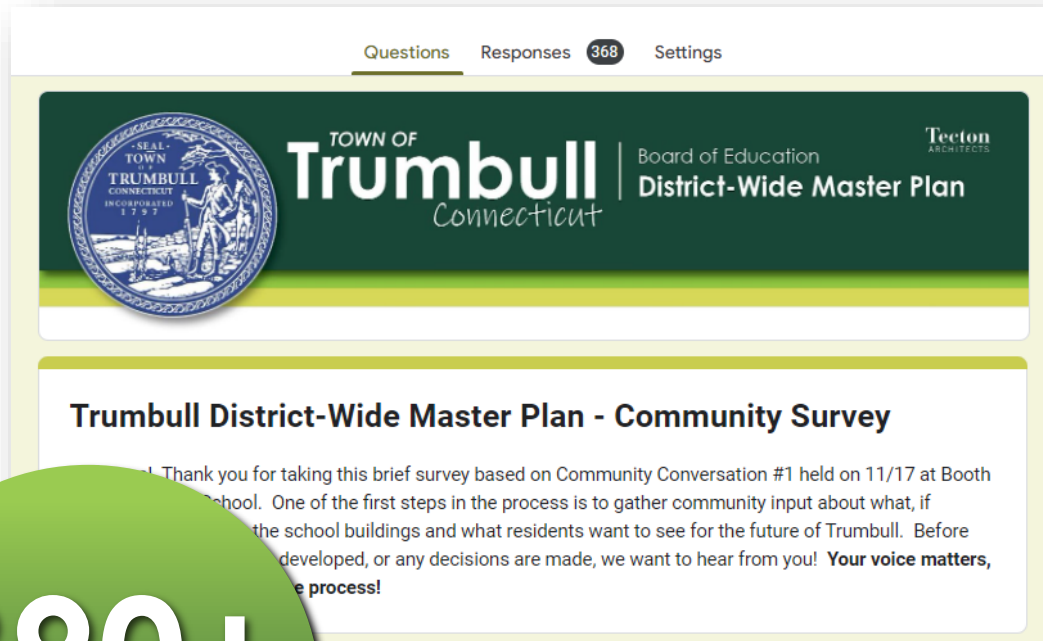 Questions Responses 368 Settings
·SEAL·
TOWN
OF
TRUMBULL
CONNECTICUT
INCORPORATED
1797
TOWN OF
Trumbull
Connecticut
Board of Education
District-Wide Master Plan
Tecton
ARCHITECTS
Trumbull District-Wide Master Plan - Community Survey
Thank you for taking this brief survey based on Community Conversation #1 held on 11/17 at Booth
School. One of the first steps in the process is to gather community input about what, if
the school buildings and what residents want to see for the future of Trumbull. Before
developed, or any decisions are made, we want to hear from you! Your voice matters,
process!